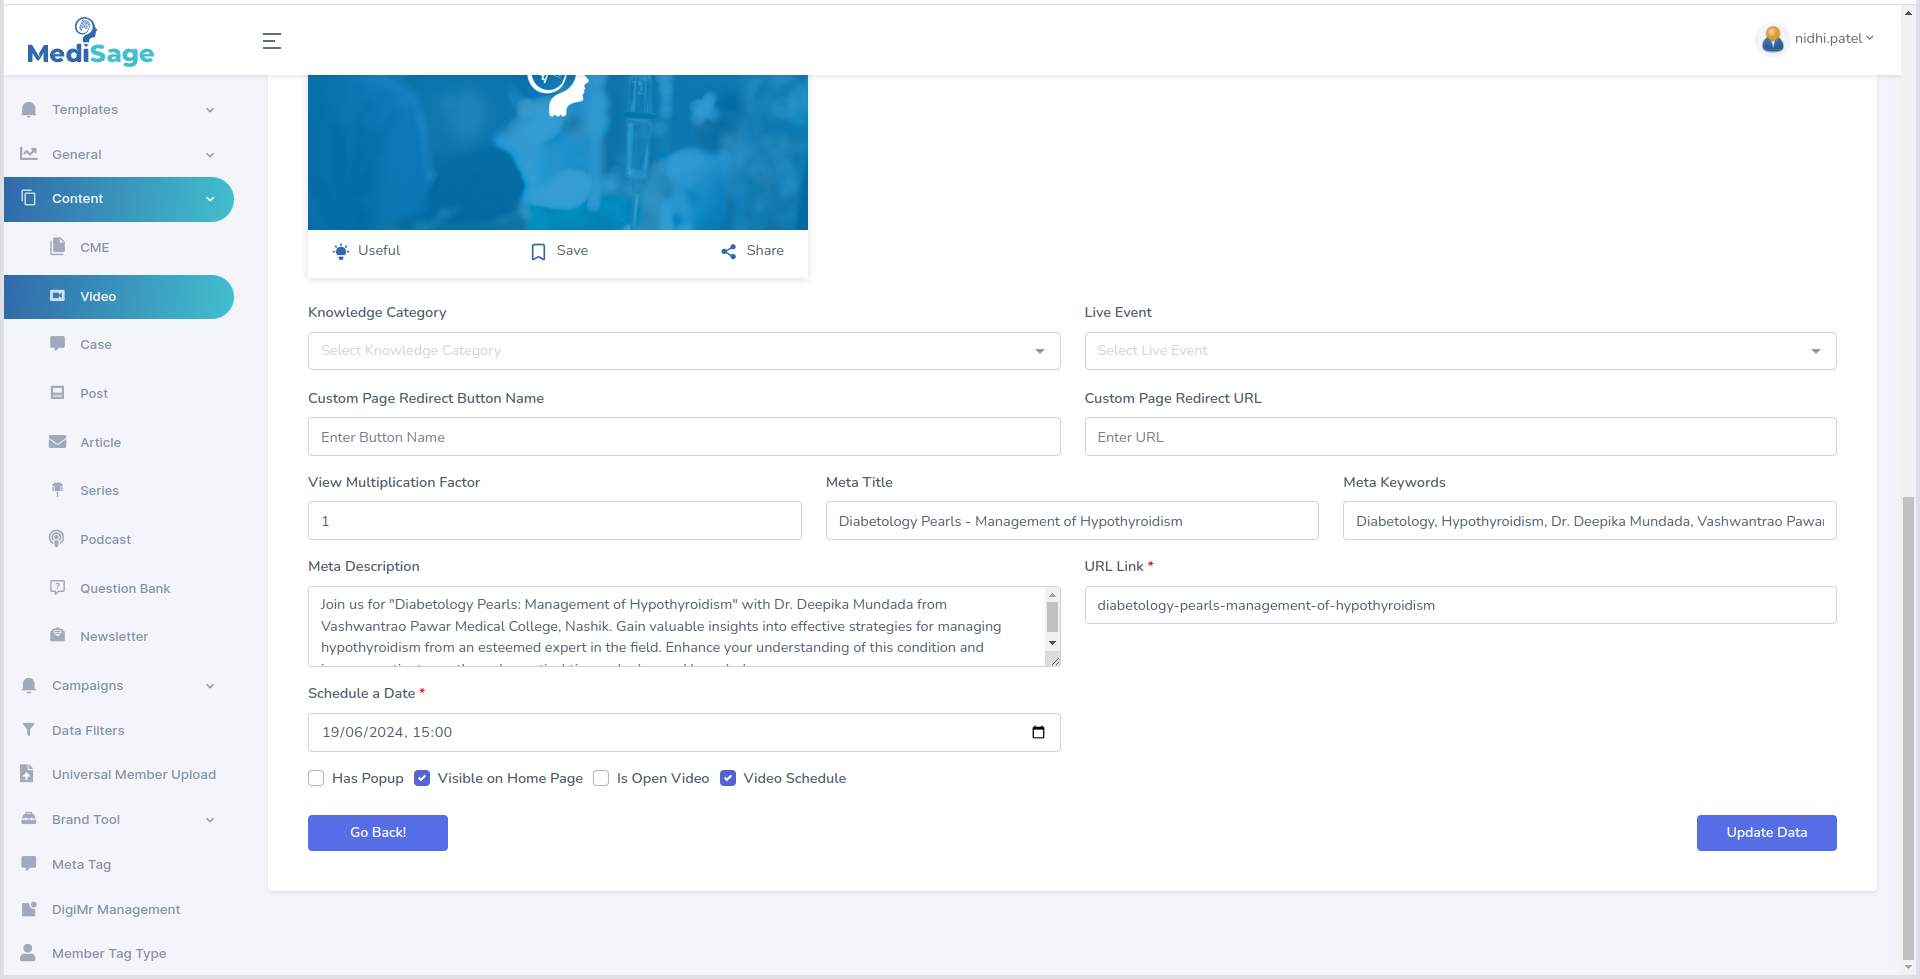 MediSage
nidhi.patel
Templates
General
Content
CME
Video
Case
Post
Article
Series
Podcast
Question Bank
Newsletter
Campaigns
Data Filters
Universal Member Upload
Brand Tool
Meta Tag
DigiMr Management
Member Tag Type
Useful Save Share
Knowledge Category Live Event
Select Knowledge Category Select Live Event
Custom Page Redirect Button Name Custom Page Redirect URL
Enter Button Name Enter URL
View Multiplication Factor Meta Title Meta Keywords
1 Diabetology Pearls - Management of Hypothyroidism Diabetology, Hypothyroidism, Dr. Deepika Mundada, Vashwantrao Pawar
Meta Description URL Link *
Join us for "Diabetology Pearls: Management of Hypothyroidism" with Dr. Deepika Mundada from
Vashwantrao Pawar Medical College, Nashik. Gain valuable insights into effective strategies for managing
hypothyroidism from an esteemed expert in the field. Enhance your understanding of this condition and
diabetology-pearls-management-of-hypothyroidism
Schedule a Date *
19/06/2024, 15:00
Has Popup Visible on Home Page Is Open Video Video Schedule
Go Back! Update Data